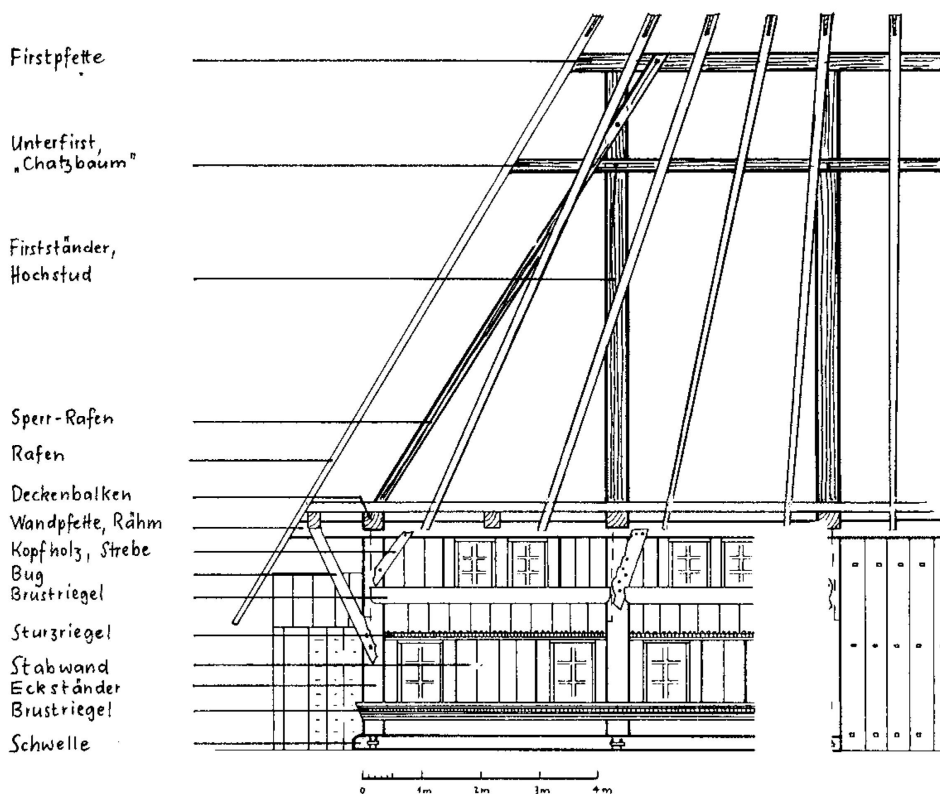 Firstpfette
Unterfirst,
"Chatzbaum"
Firstständer,
Hochstud
Sperr-Rafen
Rafen
Deckenbalken
Wandpfette, Rähm
Kopfholz, Strebe
Bug
Brustriegel
Sturzriegel
Stabwand
Eckständer
Brustriegel
Schwelle
0 1m 2m 3m 4m